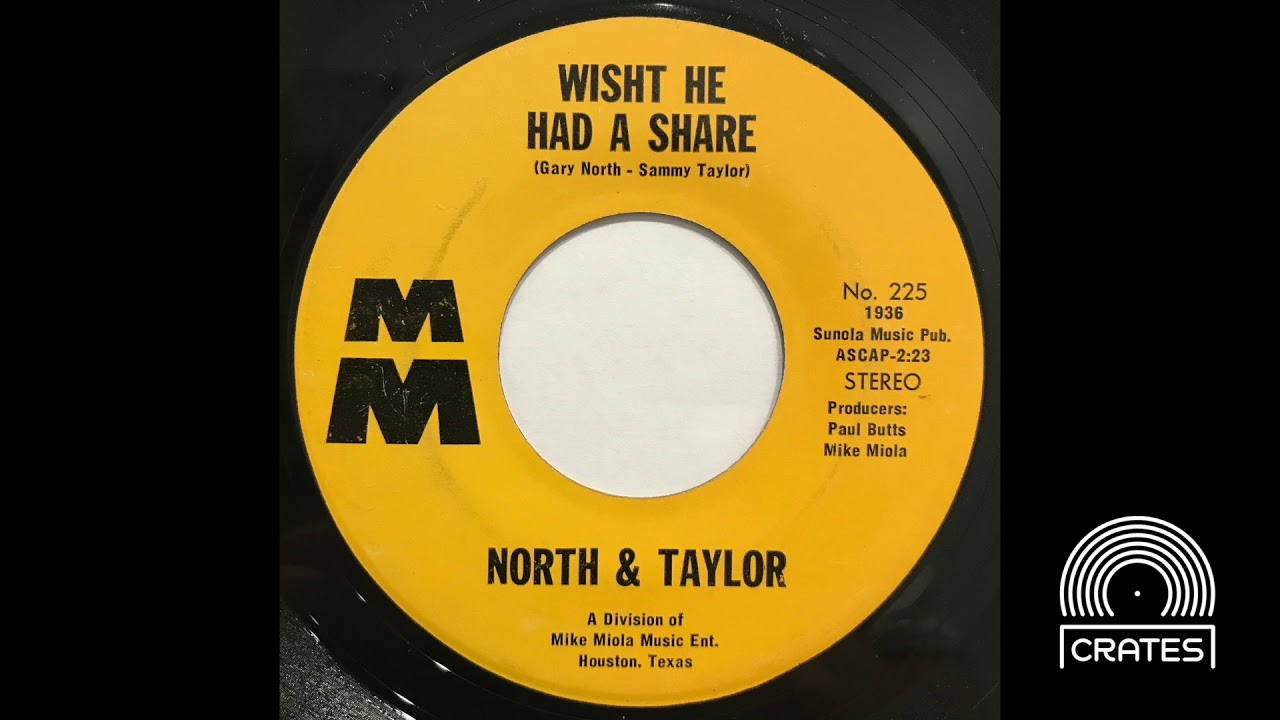 WISHT HE
HAD A SHARE
(Gary North - Sammy Taylor)
M
M
No. 225
1936
Sunola Music Pub.
ASCAP-2:23
STEREO
Producers:
Paul Butts
Mike Miola
NORTH & TAYLOR
A Division of
Mike Miola Music Ent.
Houston, Texas
CRATES